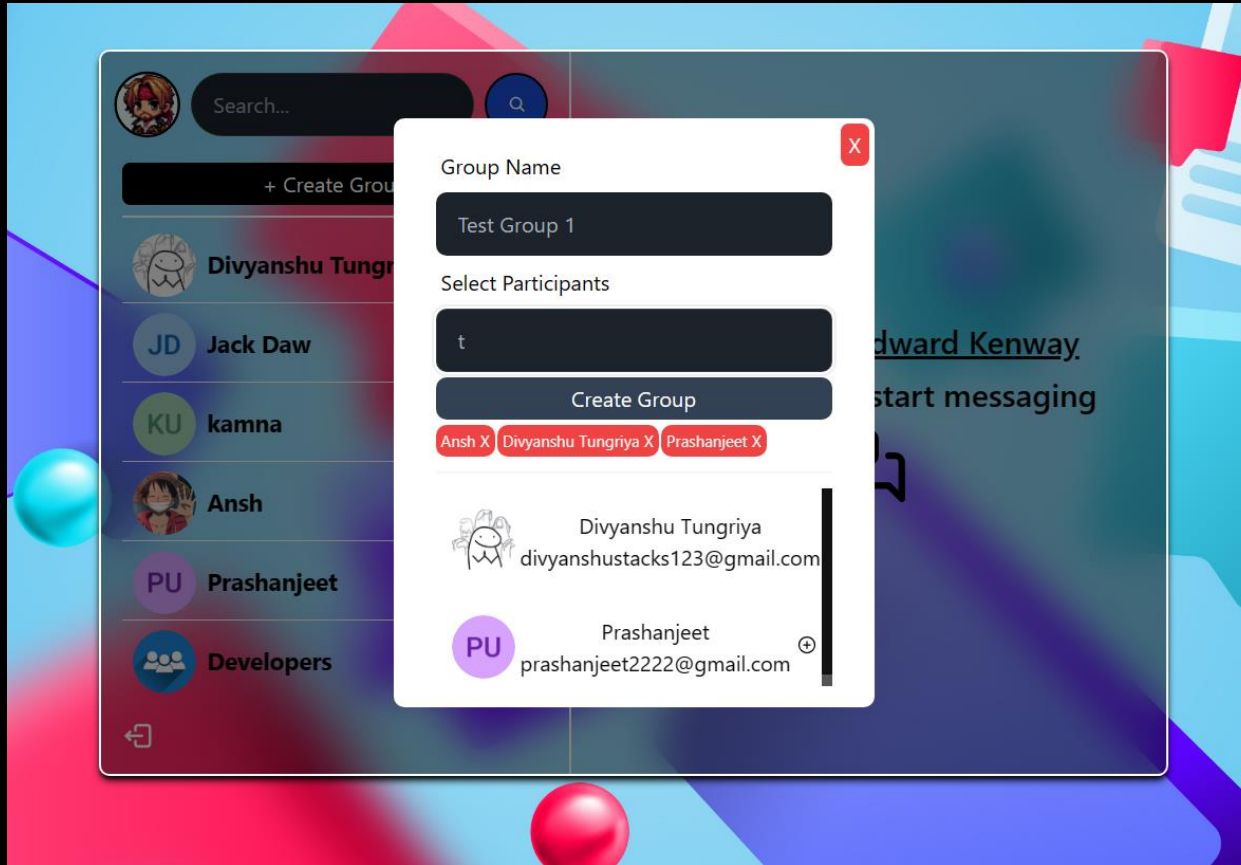 Search...
+ Create Grou
Divyanshu Tungr
JD Jack Daw
KU kamna
Ansh
PU Prashanjeet
Developers
X
Group Name
Test Group 1
Select Participants
t
Create Group
Ansh X Divyanshu Tungriya X Prashanjeet X
Divyanshu Tungriya
divyanshustacks123@gmail.com
PU Prashanjeet
prashanjeet2222@gmail.com
dward Kenway
start messaging